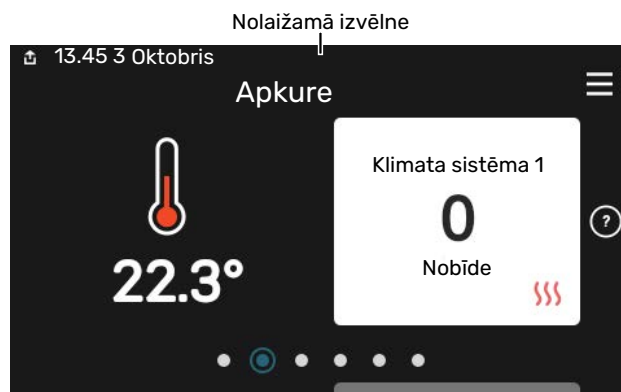 Nolaižamā izvēlne
13.45 3 Oktobris
Apkure
Klimata sistēma 1
0
Nobīde
22.3°
?